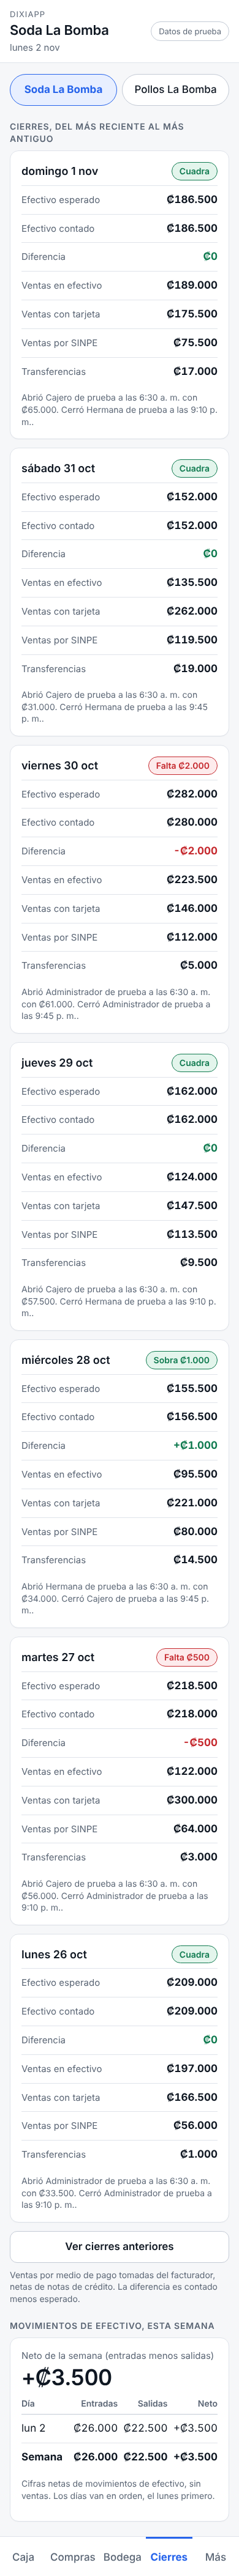 DIXIAPP
Soda La Bomba
lunes 2 nov
Datos de prueba
Soda La Bomba
Pollos La Bomba
CIERRES, DEL MÁS RECIENTE AL MÁS
ANTIGUO
domingo 1 nov Cuadra
Efectivo esperado ₡186.500
Efectivo contado ₡186.500
Diferencia ₡0
Ventas en efectivo ₡189.000
Ventas con tarjeta ₡175.500
Ventas por SINPE ₡75.500
Transferencias ₡17.000
Abrió Cajero de prueba a las 6:30 a. m. con
₡65.000. Cerró Hermana de prueba a las 9:10 p.
m..
sábado 31 oct Cuadra
Efectivo esperado ₡152.000
Efectivo contado ₡152.000
Diferencia ₡0
Ventas en efectivo ₡135.500
Ventas con tarjeta ₡262.000
Ventas por SINPE ₡119.500
Transferencias ₡19.000
Abrió Cajero de prueba a las 6:30 a. m. con
₡31.000. Cerró Hermana de prueba a las 9:45
p. m..
viernes 30 oct Falta ₡2.000
Efectivo esperado ₡282.000
Efectivo contado ₡280.000
Diferencia -₡2.000
Ventas en efectivo ₡223.500
Ventas con tarjeta ₡146.000
Ventas por SINPE ₡112.000
Transferencias ₡5.000
Abrió Administrador de prueba a las 6:30 a. m.
con ₡61.000. Cerró Administrador de prueba a
las 9:45 p. m..
jueves 29 oct Cuadra
Efectivo esperado ₡162.000
Efectivo contado ₡162.000
Diferencia ₡0
Ventas en efectivo ₡124.000
Ventas con tarjeta ₡147.500
Ventas por SINPE ₡113.500
Transferencias ₡9.500
Abrió Cajero de prueba a las 6:30 a. m. con
₡57.500. Cerró Hermana de prueba a las 9:10 p.
m..
miércoles 28 oct Sobra ₡1.000
Efectivo esperado ₡155.500
Efectivo contado ₡156.500
Diferencia +₡1.000
Ventas en efectivo ₡95.500
Ventas con tarjeta ₡221.000
Ventas por SINPE ₡80.000
Transferencias ₡14.500
Abrió Hermana de prueba a las 6:30 a. m. con
₡34.000. Cerró Cajero de prueba a las 9:45 p.
m..
martes 27 oct Falta ₡500
Efectivo esperado ₡218.500
Efectivo contado ₡218.000
Diferencia -₡500
Ventas en efectivo ₡122.000
Ventas con tarjeta ₡300.000
Ventas por SINPE ₡64.000
Transferencias ₡3.000
Abrió Cajero de prueba a las 6:30 a. m. con
₡56.000. Cerró Administrador de prueba a las
9:10 p. m..
lunes 26 oct Cuadra
Efectivo esperado ₡209.000
Efectivo contado ₡209.000
Diferencia ₡0
Ventas en efectivo ₡197.000
Ventas con tarjeta ₡166.500
Ventas por SINPE ₡56.000
Transferencias ₡1.000
Abrió Administrador de prueba a las 6:30 a. m.
con ₡33.500. Cerró Administrador de prueba a
las 9:10 p. m..
Ver cierres anteriores
Ventas por medio de pago tomadas del facturador,
netas de notas de crédito. La diferencia es contado
menos esperado.
MOVIMIENTOS DE EFECTIVO, ESTA SEMANA
Neto de la semana (entradas menos salidas)
+₡3.500
Día Entradas Salidas Neto
lun 2 ₡26.000 ₡22.500 +₡3.500
Semana ₡26.000 ₡22.500 +₡3.500
Cifras netas de movimientos de efectivo, sin
ventas. Los días van en orden, el lunes primero.
Caja Compras Bodega Cierres Más